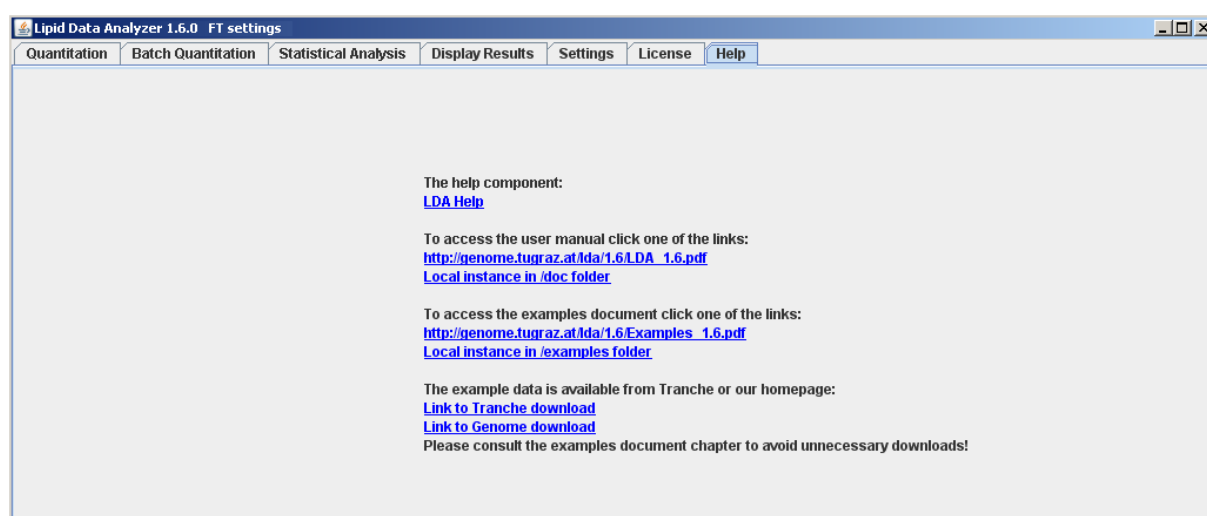 Lipid Data Analyzer 1.6.0 FT settings
Quantitation Batch Quantitation Statistical Analysis Display Results Settings License Help
The help component:
LDA Help
To access the user manual click one of the links:
http://genome.tugraz.at/lda/1.6/LDA_1.6.pdf
Local instance in /doc folder
To access the examples document click one of the links:
http://genome.tugraz.at/lda/1.6/Examples_1.6.pdf
Local instance in /examples folder
The example data is available from Tranche or our homepage:
Link to Tranche download
Link to Genome download
Please consult the examples document chapter to avoid unnecessary downloads!